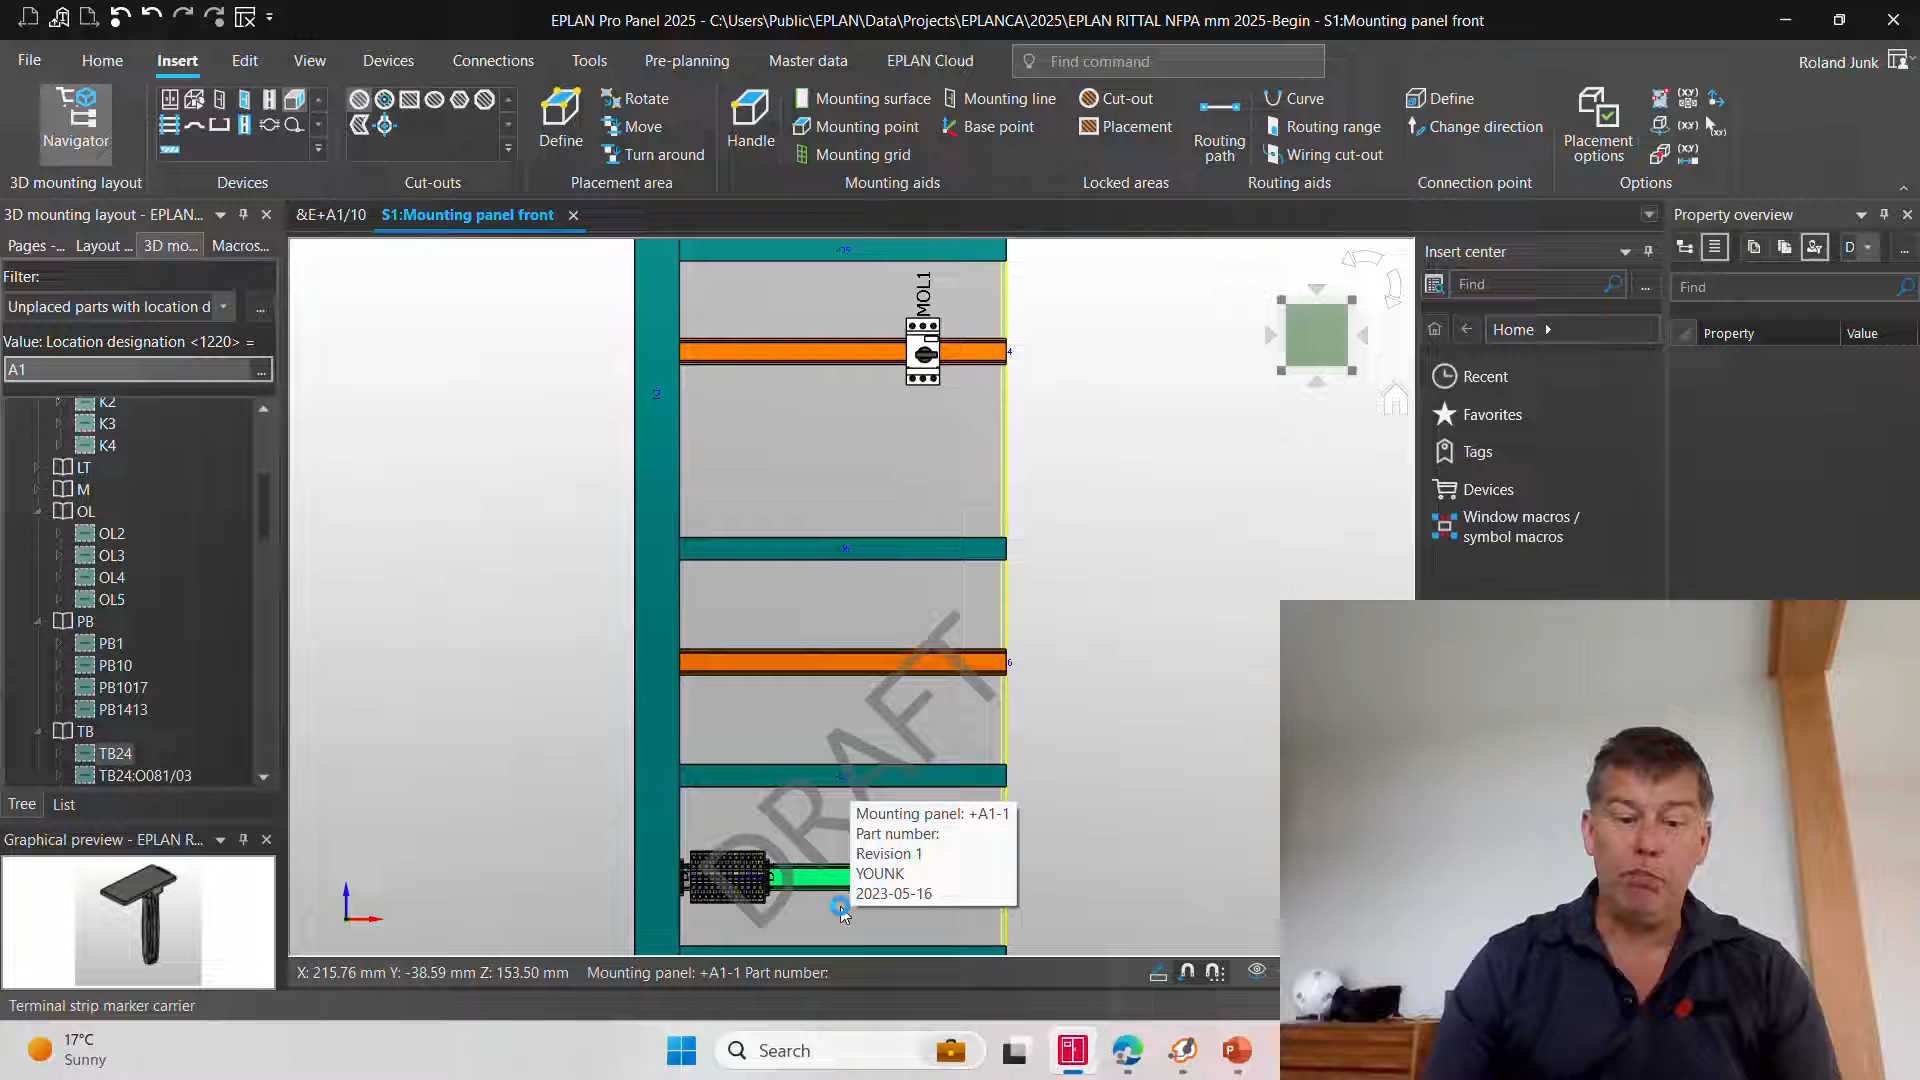 EPLAN Pro Panel 2025 - C:\Users\Public\EPLAN\Data\Projects\EPLANCA\2025\EPLAN RITTAL NFPA mm 2025-Begin - S1:Mounting panel front
File Home Insert Edit View Devices Connections Tools Pre-planning Master data EPLAN Cloud
Find command
Roland Junk
Navigator
3D mounting layout
Devices
Cut-outs
Define
Rotate
Move
Turn around
Placement area
Handle
Mounting surface
Mounting point
Mounting grid
Mounting line
Base point
Mounting aids
Cut-out
Placement
Locked areas
Routing path
Curve
Routing range
Wiring cut-out
Routing aids
Define
Change direction
Connection point
Placement options
Options
3D mounting layout - EPLAN...
Pages -... Layout ... 3D mo... Macros...
Filter:
Unplaced parts with location d
...
Value: Location designation <1220> =
A1
...
K2
K3
K4
LT
M
OL
OL2
OL3
OL4
OL5
PB
PB1
PB10
PB1017
PB1413
TB
TB24
TB24:O081/03
Tree List
Graphical preview - EPLAN R...
Terminal strip marker carrier
&E+A1/10
S1:Mounting panel front
MOL1
4
6
DRAFT
Mounting panel: +A1-1
Part number:
Revision 1
YOUNK
2023-05-16
X: 215.76 mm Y: -38.59 mm Z: 153.50 mm Mounting panel: +A1-1 Part number:
Insert center
Find
...
Home
Recent
Favorites
Tags
Devices
Window macros /
symbol macros
Property overview
D
...
Find
Property Value
17°C
Sunny
Search